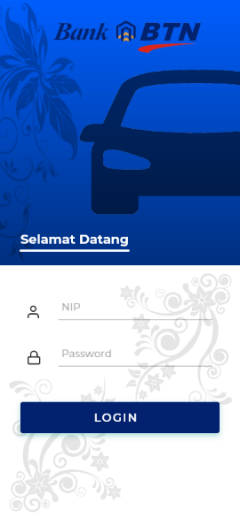 Bank BTN
Selamat Datang
NIP
Password
LOGIN